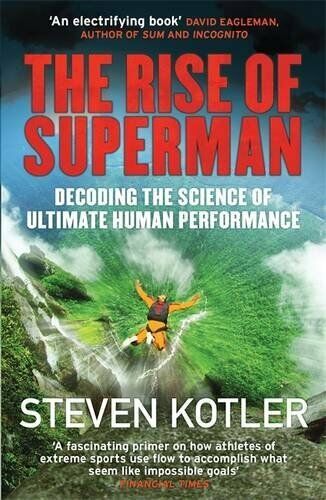 'An electrifying book' DAVID EAGLEMAN,
AUTHOR OF SUM AND INCOGNITO
THE RISE OF
SUPERMAN
DECODING THE SCIENCE OF
ULTIMATE HUMAN PERFORMANCE
STEVEN KOTLER
'A fascinating primer on how athletes of
extreme sports use flow to accomplish what
seem like impossible goals'
FINANCIAL TIMES